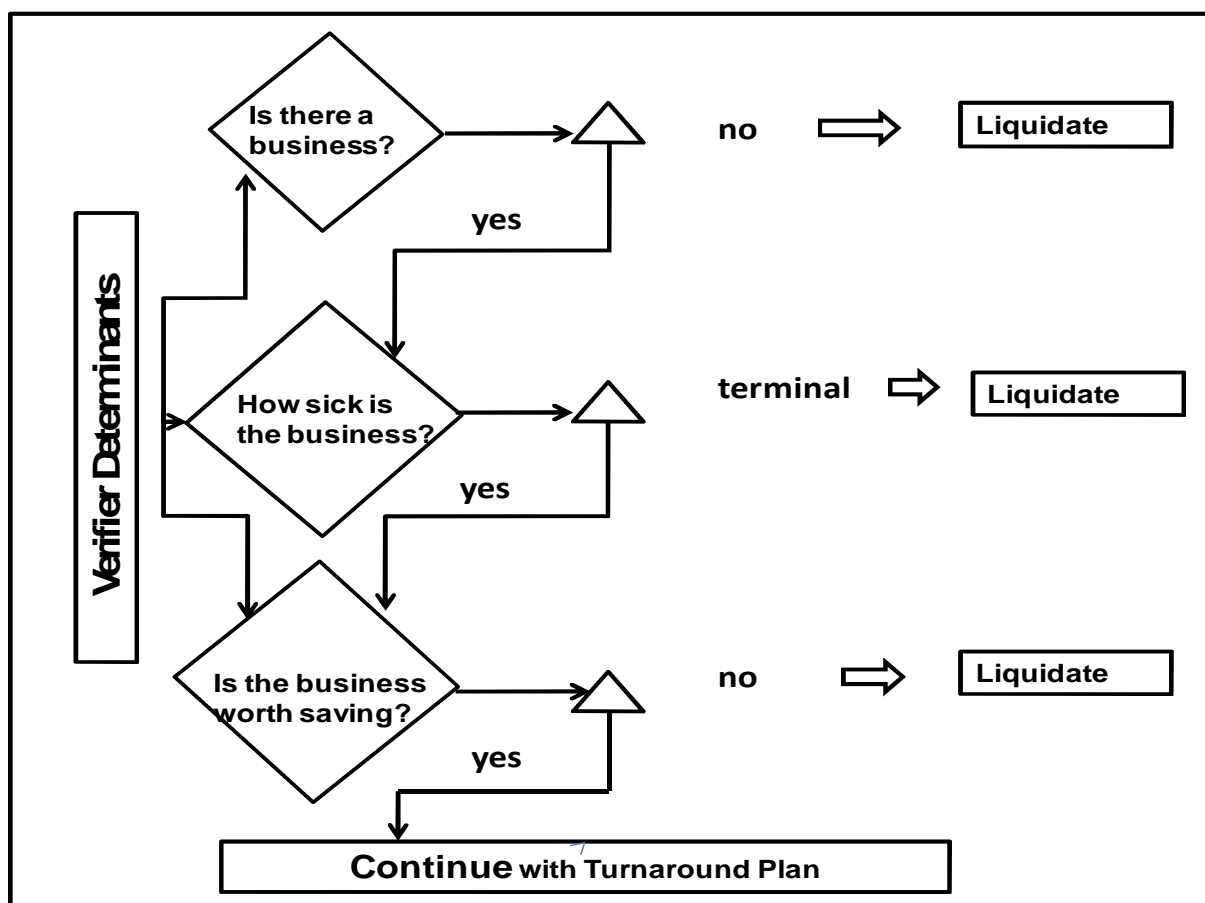 Is there a
business?
no
Liquidate
yes
Verifier Determinants
How sick is
the business?
terminal
Liquidate
yes
Is the business
worth saving?
no
Liquidate
yes
Continue with Turnaround Plan